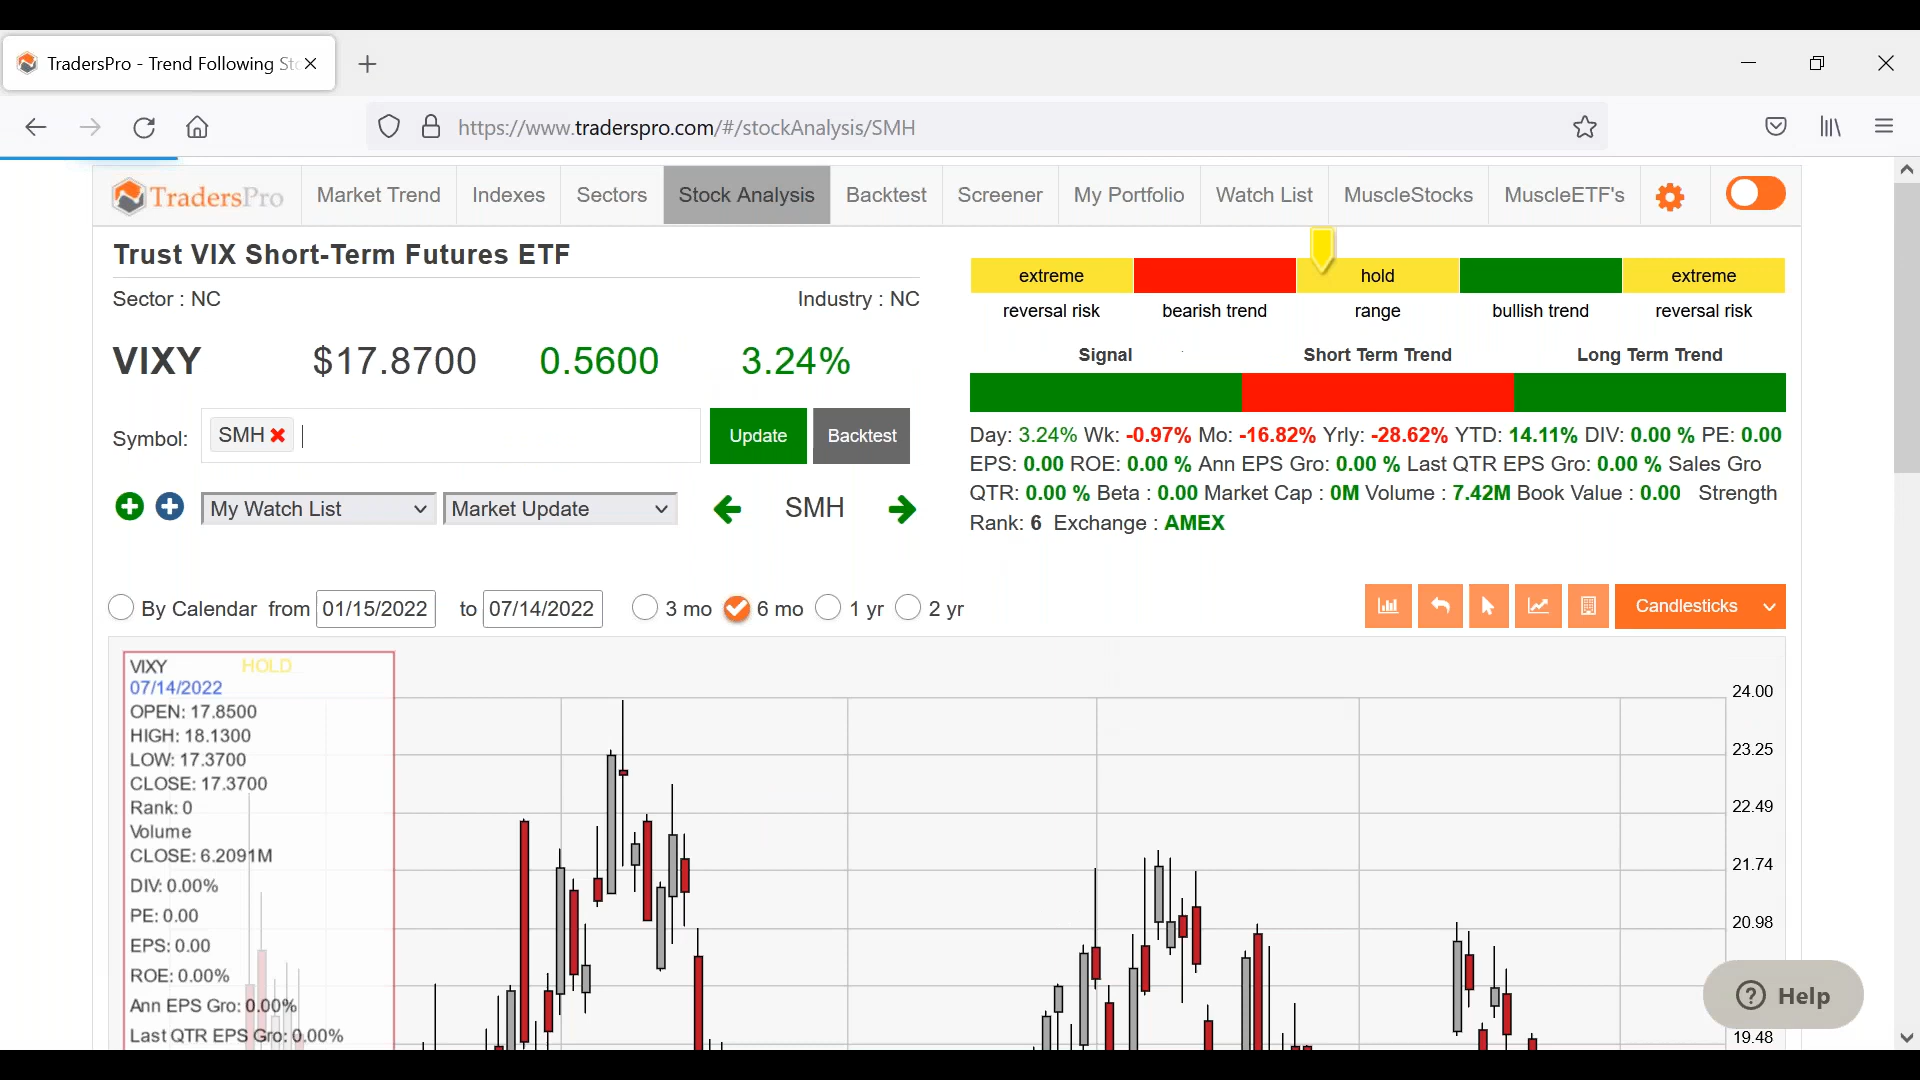 TradersPro - Trend Following Sto
https://www.traderspro.com/#/stockAnalysis/SMH
TradersPro Market Trend Indexes Sectors Stock Analysis Backtest Screener My Portfolio Watch List MuscleStocks MuscleETF's
Trust VIX Short-Term Futures ETF
Sector : NC Industry : NC
VIXY $17.8700 0.5600 3.24%
Symbol: SMH Update Backtest
My Watch List Market Update SMH
extreme hold extreme
reversal risk bearish trend range bullish trend reversal risk
Signal Short Term Trend Long Term Trend
Day: 3.24% Wk: -0.97% Mo: -16.82% Yrly: -28.62% YTD: 14.11% DIV: 0.00 % PE: 0.00
EPS: 0.00 ROE: 0.00 % Ann EPS Gro: 0.00 % Last QTR EPS Gro: 0.00 % Sales Gro
QTR: 0.00 % Beta : 0.00 Market Cap : 0M Volume : 7.42M Book Value : 0.00 Strength
Rank: 6 Exchange : AMEX
By Calendar from 01/15/2022 to 07/14/2022 3 mo 6 mo 1 yr 2 yr
Candlesticks
VIXY HOLD
07/14/2022
OPEN: 17.8500
HIGH: 18.1300
LOW: 17.3700
CLOSE: 17.3700
Rank: 0
Volume
CLOSE: 6.2091M
DIV: 0.00%
PE: 0.00
EPS: 0.00
ROE: 0.00%
Ann EPS Gro: 0.00%
Last QTR EPS Gro: 0.00%
24.00
23.25
22.49
21.74
20.98
19.48
Help